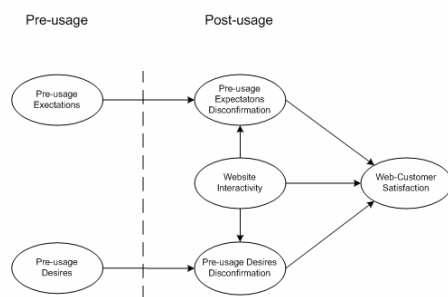 Pre-usage
Post-usage
Pre-usage
Exectations
Pre-usage
Expectatons
Disconfirmation
Website
Interactivity
Web-Customer
Satisfaction
Pre-usage
Desires
Pre-usage Desires
Disconfirmation